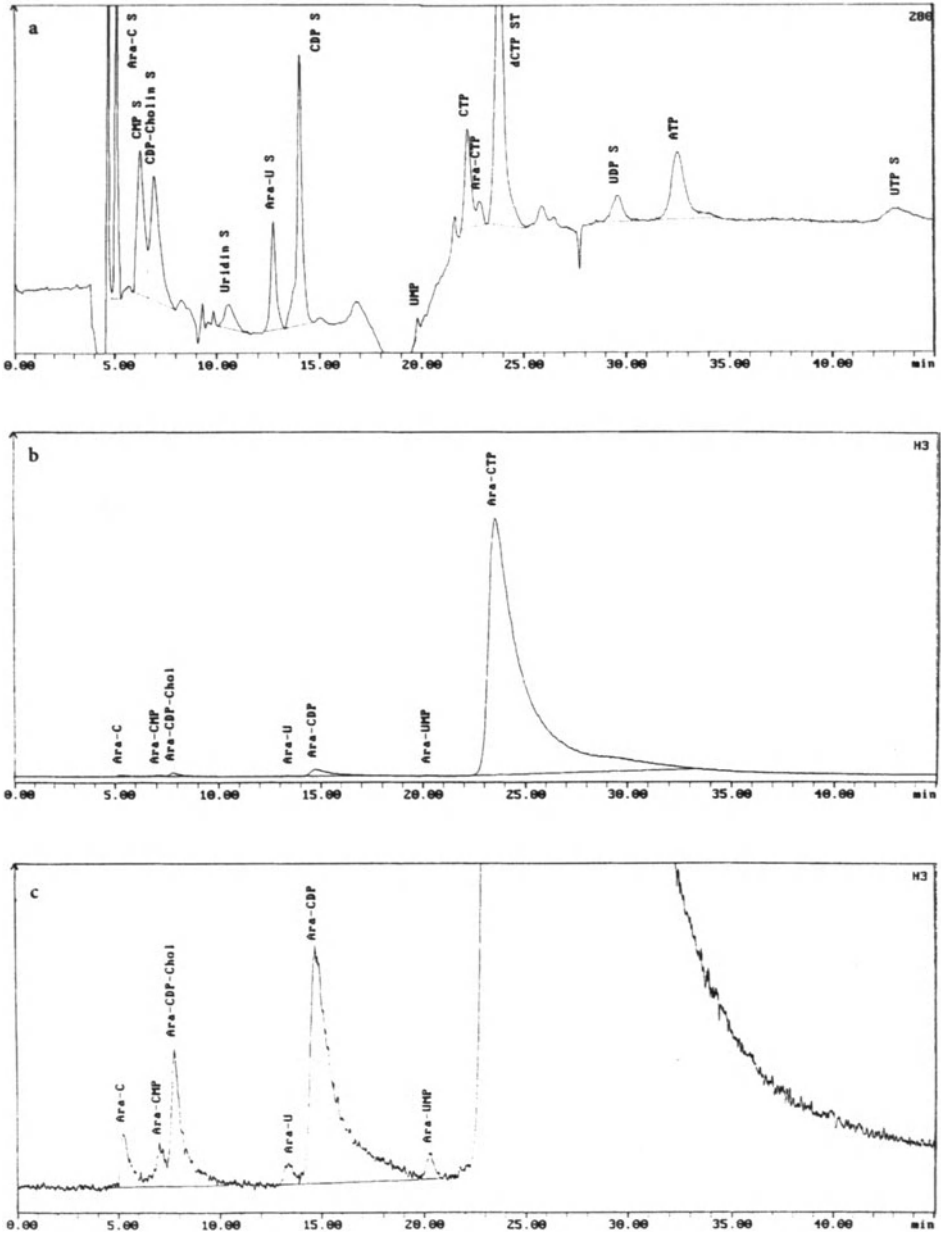 a
280
Ara-C S
CMP S
CDP-Cholin S
Uridin S
Ara-U S
CDP S
UMP
CTP
Ara-CTP
dCTP ST
UDP S
ATP
UTP S
0.00 5.00 10.00 15.00 20.00 25.00 30.00 35.00 40.00 min
b
H3
Ara-C
Ara-CMP
Ara-CDP-Chol
Ara-U
Ara-CDP
Ara-UMP
Ara-CTP
0.00 5.00 10.00 15.00 20.00 25.00 30.00 35.00 40.00 min
c
H3
Ara-C
Ara-CMP
Ara-CDP-Chol
Ara-U
Ara-CDP
Ara-UMP
0.00 5.00 10.00 15.00 20.00 25.00 30.00 35.00 40.00 min